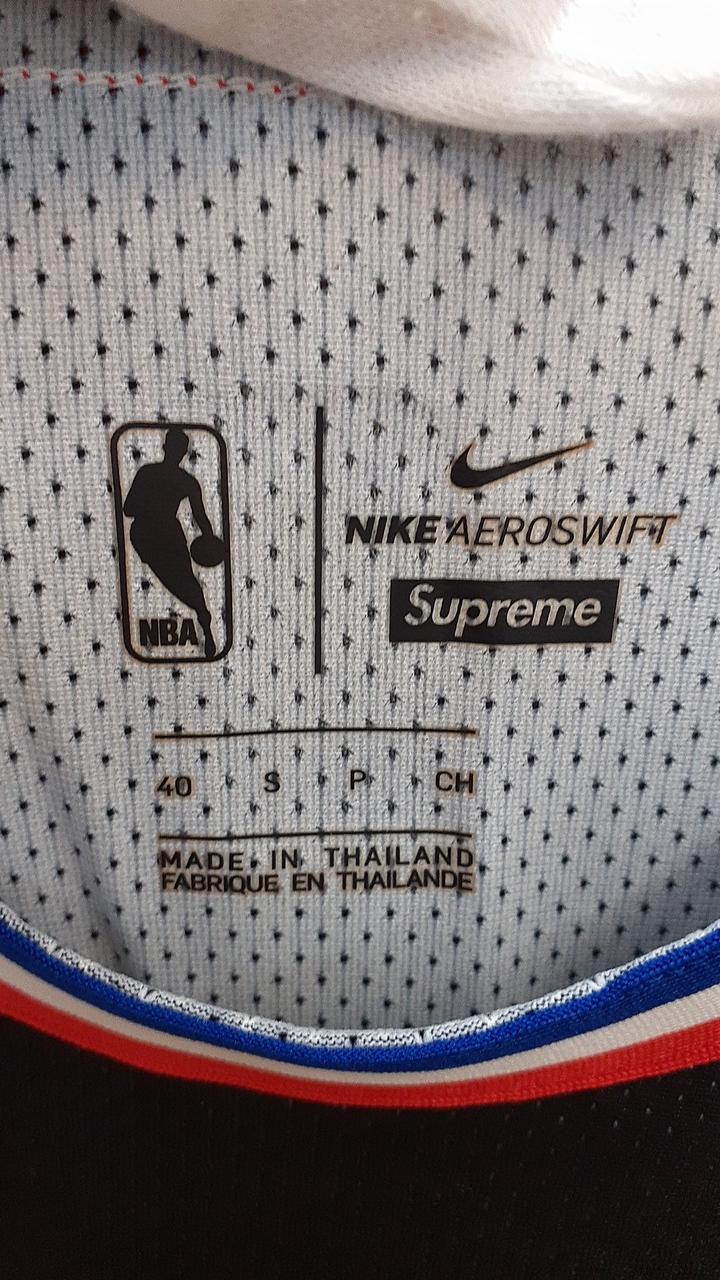 NBA
NIKE AEROSWIFT
Supreme
40 S P CH
MADE IN THAILAND
FABRIQUE EN THAILANDE